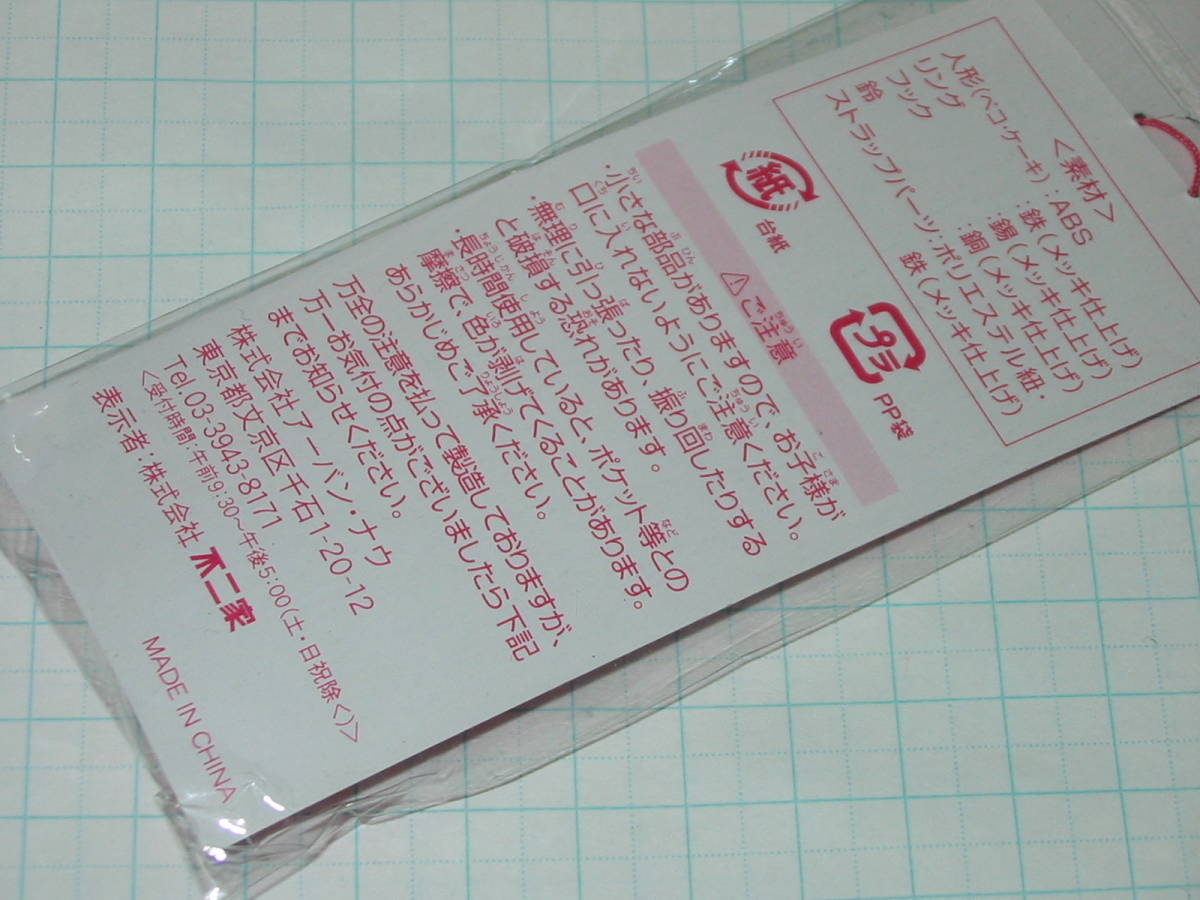 <素材>
人形(ペコ・ケーキ):ABS
リング :鉄(メッキ仕上げ)
フック :錫(メッキ仕上げ)
鈴 :銅(メッキ仕上げ)
ストラップパーツ:ポリエステル紐・
鉄(メッキ仕上げ)
紙 台紙
プラ PP袋
⚠ご注意
・小さな部品がありますので、お子様が
口に入れないようにご注意ください。
・無理に引っ張ったり、振り回したりする
と破損する恐れがあります。
・長時間使用していると、ポケット等との
摩擦で、色が剥げてくることがあります。
あらかじめご了承ください。
万全の注意を払って製造しておりますが、
万一お気付の点がございましたら下記
までお知らせください。
株式会社アーバン・ナウ
東京都文京区千石1-20-12
Tel.03-3943-8171
<受付時間:午前9:30〜午後5:00(土・日祝除く)>
表示者:株式会社 不二家
MADE IN CHINA